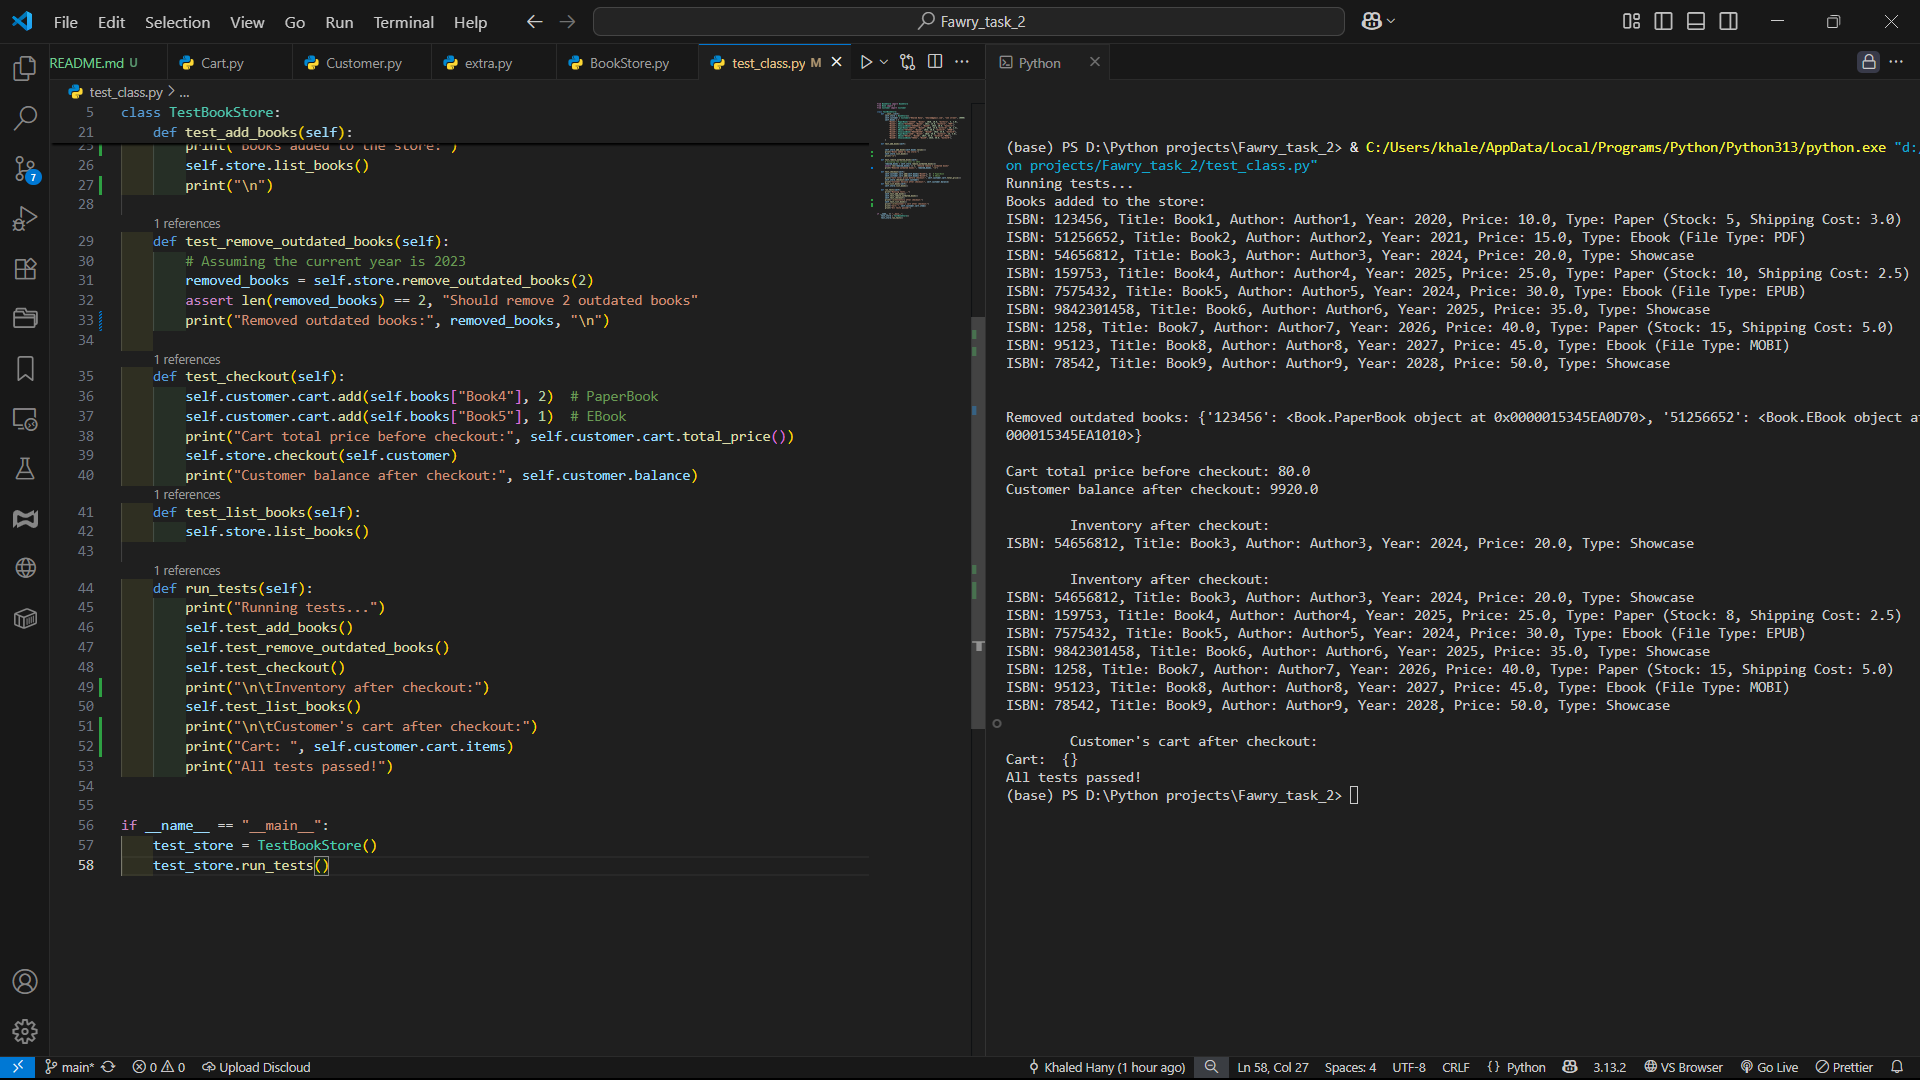 File Edit Selection View Go Run Terminal Help
Fawry_task_2
README.md U
Cart.py
Customer.py
extra.py
BookStore.py
test_class.py M
Python
test_class.py > ...
5 class TestBookStore:
21 def test_add_books(self):
25 print("Books added to the store:")
26 self.store.list_books()
27 print("\n")
28
1 references
29 def test_remove_outdated_books(self):
30 # Assuming the current year is 2023
31 removed_books = self.store.remove_outdated_books(2)
32 assert len(removed_books) == 2, "Should remove 2 outdated books"
33 print("Removed outdated books:", removed_books, "\n")
34
1 references
35 def test_checkout(self):
36 self.customer.cart.add(self.books["Book4"], 2)  # PaperBook
37 self.customer.cart.add(self.books["Book5"], 1)  # EBook
38 print("Cart total price before checkout:", self.customer.cart.total_price())
39 self.store.checkout(self.customer)
40 print("Customer balance after checkout:", self.customer.balance)
1 references
41 def test_list_books(self):
42 self.store.list_books()
43
1 references
44 def run_tests(self):
45 print("Running tests...")
46 self.test_add_books()
47 self.test_remove_outdated_books()
48 self.test_checkout()
49 print("\n\tInventory after checkout:")
50 self.test_list_books()
51 print("\n\tCustomer's cart after checkout:")
52 print("Cart: ", self.customer.cart.items)
53 print("All tests passed!")
54
55
56 if __name__ == "__main__":
57 test_store = TestBookStore()
58 test_store.run_tests()
(base) PS D:\Python projects\Fawry_task_2> & C:/Users/khale/AppData/Local/Programs/Python/Python313/python.exe "d:
on projects/Fawry_task_2/test_class.py"
Running tests...
Books added to the store:
ISBN: 123456, Title: Book1, Author: Author1, Year: 2020, Price: 10.0, Type: Paper (Stock: 5, Shipping Cost: 3.0)
ISBN: 51256652, Title: Book2, Author: Author2, Year: 2021, Price: 15.0, Type: Ebook (File Type: PDF)
ISBN: 54656812, Title: Book3, Author: Author3, Year: 2024, Price: 20.0, Type: Showcase
ISBN: 159753, Title: Book4, Author: Author4, Year: 2025, Price: 25.0, Type: Paper (Stock: 10, Shipping Cost: 2.5)
ISBN: 7575432, Title: Book5, Author: Author5, Year: 2024, Price: 30.0, Type: Ebook (File Type: EPUB)
ISBN: 9842301458, Title: Book6, Author: Author6, Year: 2025, Price: 35.0, Type: Showcase
ISBN: 1258, Title: Book7, Author: Author7, Year: 2026, Price: 40.0, Type: Paper (Stock: 15, Shipping Cost: 5.0)
ISBN: 95123, Title: Book8, Author: Author8, Year: 2027, Price: 45.0, Type: Ebook (File Type: MOBI)
ISBN: 78542, Title: Book9, Author: Author9, Year: 2028, Price: 50.0, Type: Showcase
Removed outdated books: {'123456': <Book.PaperBook object at 0x0000015345EA0D70>, '51256652': <Book.EBook object at
000015345EA1010>}
Cart total price before checkout: 80.0
Customer balance after checkout: 9920.0
Inventory after checkout:
ISBN: 54656812, Title: Book3, Author: Author3, Year: 2024, Price: 20.0, Type: Showcase
Inventory after checkout:
ISBN: 54656812, Title: Book3, Author: Author3, Year: 2024, Price: 20.0, Type: Showcase
ISBN: 159753, Title: Book4, Author: Author4, Year: 2025, Price: 25.0, Type: Paper (Stock: 8, Shipping Cost: 2.5)
ISBN: 7575432, Title: Book5, Author: Author5, Year: 2024, Price: 30.0, Type: Ebook (File Type: EPUB)
ISBN: 9842301458, Title: Book6, Author: Author6, Year: 2025, Price: 35.0, Type: Showcase
ISBN: 1258, Title: Book7, Author: Author7, Year: 2026, Price: 40.0, Type: Paper (Stock: 15, Shipping Cost: 5.0)
ISBN: 95123, Title: Book8, Author: Author8, Year: 2027, Price: 45.0, Type: Ebook (File Type: MOBI)
ISBN: 78542, Title: Book9, Author: Author9, Year: 2028, Price: 50.0, Type: Showcase
Customer's cart after checkout:
Cart:  {}
All tests passed!
(base) PS D:\Python projects\Fawry_task_2>
7
main* 0 0 Upload Discloud Khaled Hany (1 hour ago) Ln 58, Col 27 Spaces: 4 UTF-8 CRLF {} Python 3.13.2 VS Browser Go Live Prettier